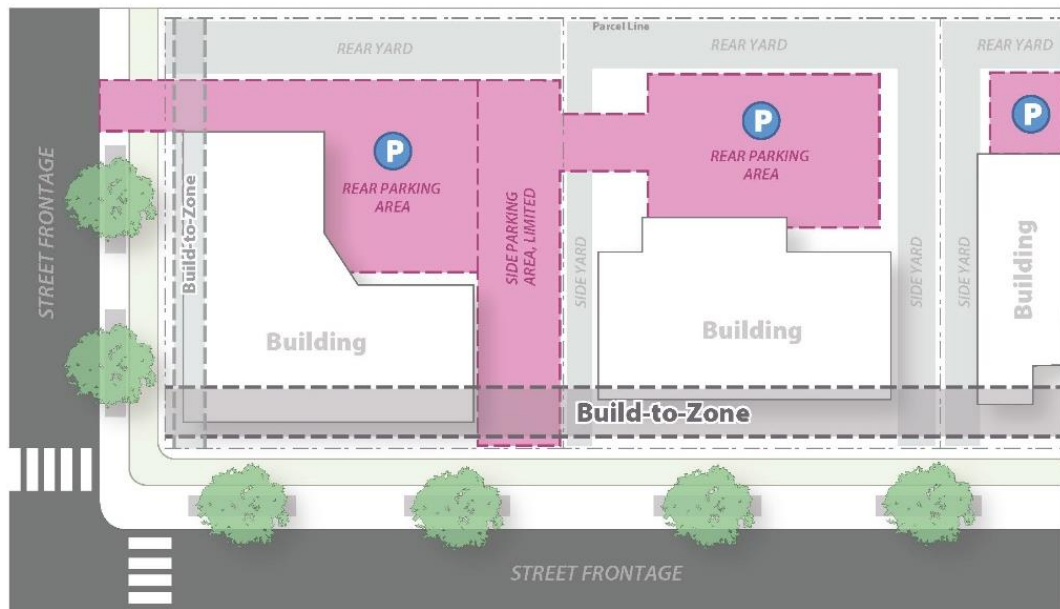 Parcel Line
REAR YARD
REAR YARD
REAR YARD
P
P
P
REAR PARKING
AREA
REAR PARKING
AREA
SIDE PARKING
AREA, LIMITED
Build-to-Zone
STREET FRONTAGE
SIDE YARD
SIDE YARD
SIDE YARD
Building
Building
Building
Build-to-Zone
STREET FRONTAGE